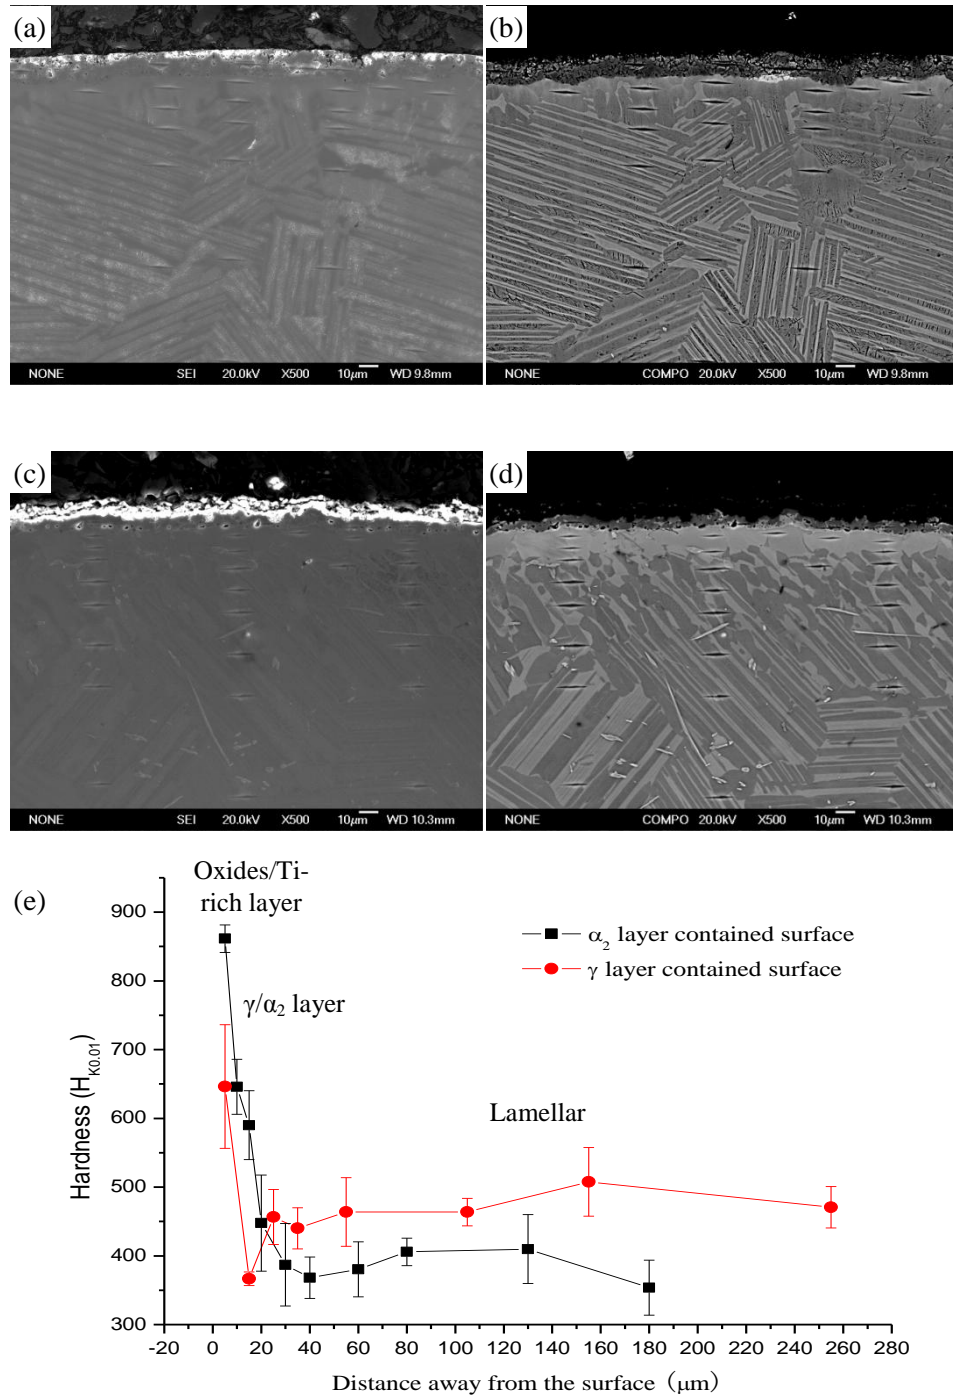 (a)
(b)
NONE SEI 20.0kV X500 10μm WD 9.8mm
NONE COMPO 20.0kV X500 10μm WD 9.8mm
(c)
(d)
NONE SEI 20.0kV X500 10μm WD 10.3mm
NONE COMPO 20.0kV X500 10μm WD 10.3mm
(e)
Oxides/Ti-
rich layer
α2 layer contained surface
γ layer contained surface
γ/α2 layer
Lamellar
Hardness (HK0.01)
900
800
700
600
500
400
300
-20 0 20 40 60 80 100 120 140 160 180 200 220 240 260 280
Distance away from the surface (μm)